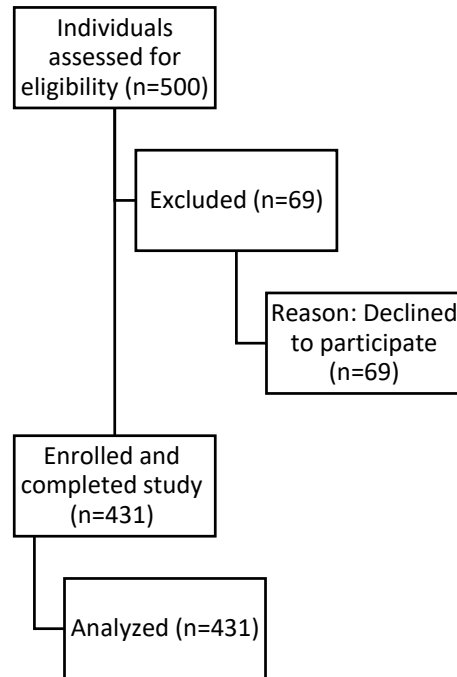 Individuals
assessed for
eligibility (n=500)
Excluded (n=69)
Reason: Declined
to participate
(n=69)
Enrolled and
completed study
(n=431)
Analyzed (n=431)